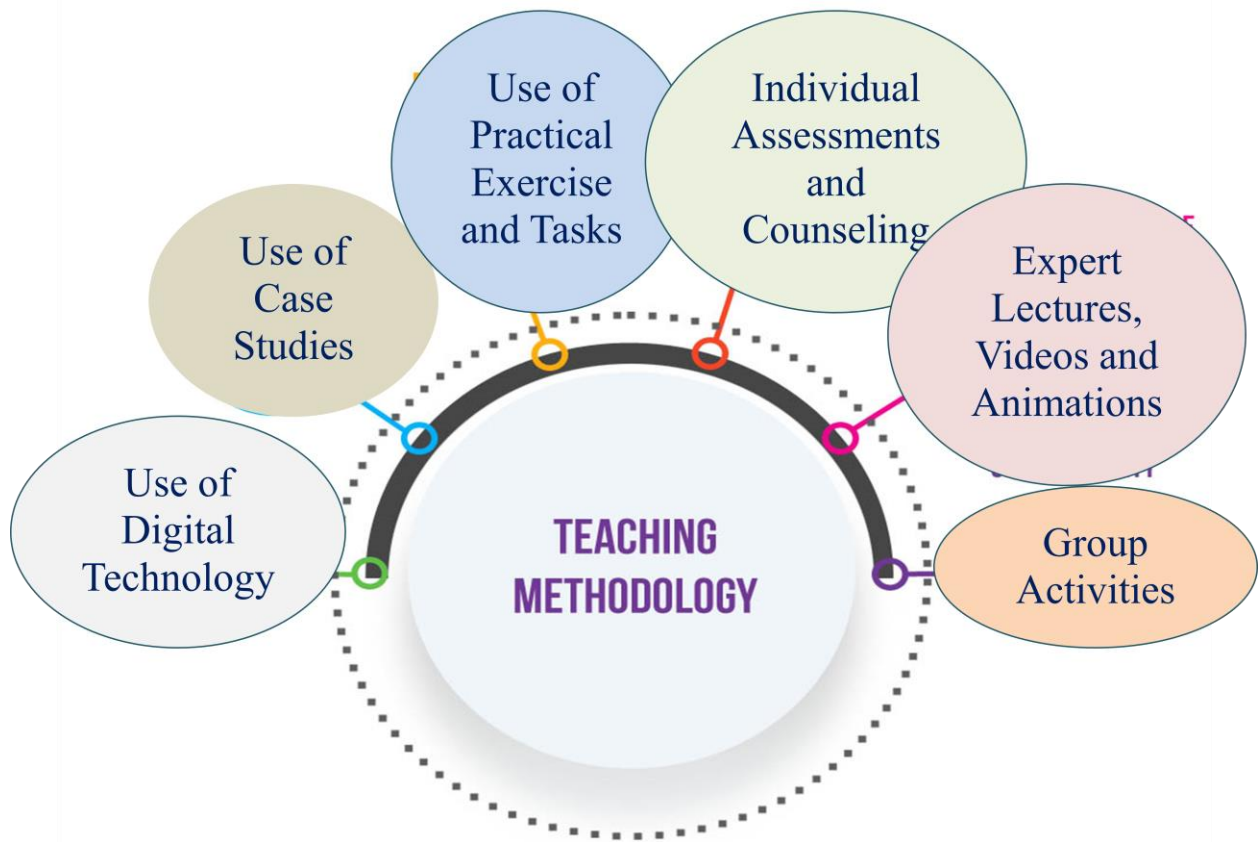 Use of
Digital
Technology
Use of
Case
Studies
Use of
Practical
Exercise
and Tasks
Individual
Assessments
and
Counseling
Expert
Lectures,
Videos and
Animations
Group
Activities
TEACHING
METHODOLOGY